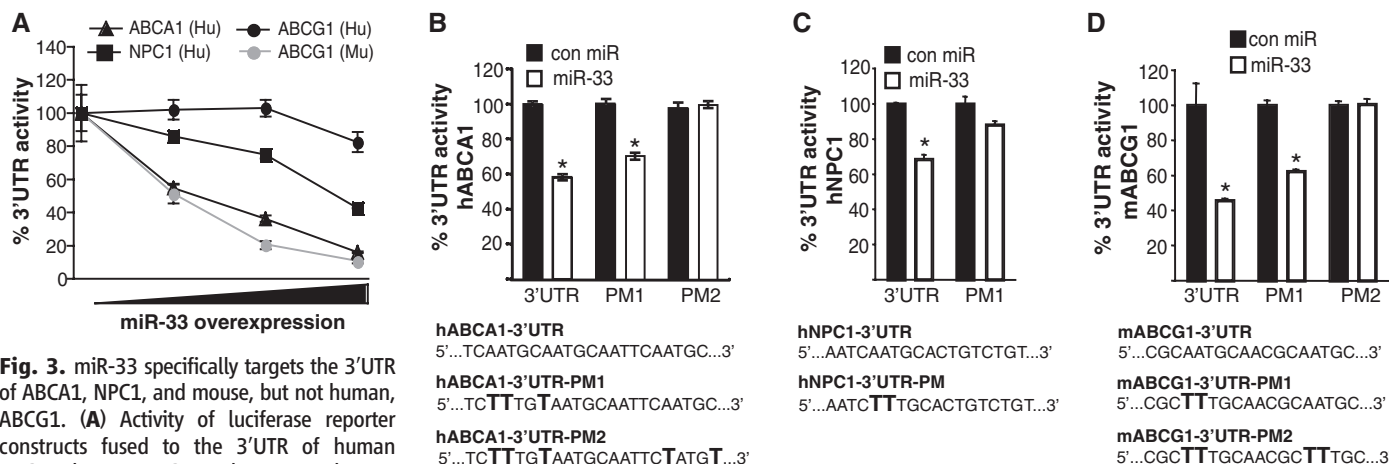 A
ABCA1 (Hu) ABCG1 (Hu)
NPC1 (Hu) ABCG1 (Mu)
% 3'UTR activity
140
120
100
80
60
40
20
0
miR-33 overexpression
Fig. 3. miR-33 specifically targets the 3'UTR
of ABCA1, NPC1, and mouse, but not human,
ABCG1. (A) Activity of luciferase reporter
constructs fused to the 3'UTR of human
B
con miR
miR-33
% 3'UTR activity
hABCA1
120
100
80
60
40
20
3'UTR PM1 PM2
hABCA1-3'UTR
5'...TCAATGCAATGCAATTCAATGC...3'
hABCA1-3'UTR-PM1
5'...TCTTTGTAATGCAATTCAATGC...3'
hABCA1-3'UTR-PM2
5'...TCTTTGTAATGCAATTCTATGT...3'
C
con miR
miR-33
% 3'UTR activity
hNPC1
120
100
80
60
40
20
3'UTR PM1
hNPC1-3'UTR
5'...AATCAATGCACTGTCTGT...3'
hNPC1-3'UTR-PM
5'...AATCTTTGCACTGTCTGT...3'
D
con miR
miR-33
% 3'UTR activity
mABCG1
120
100
80
60
40
20
3'UTR PM1 PM2
mABCG1-3'UTR
5'...CGCAATGCAACGCAATGC...3'
mABCG1-3'UTR-PM1
5'...CGCTTTGCAACGCAATGC...3'
mABCG1-3'UTR-PM2
5'...CGCTTTGCAACGCTTTGC...3